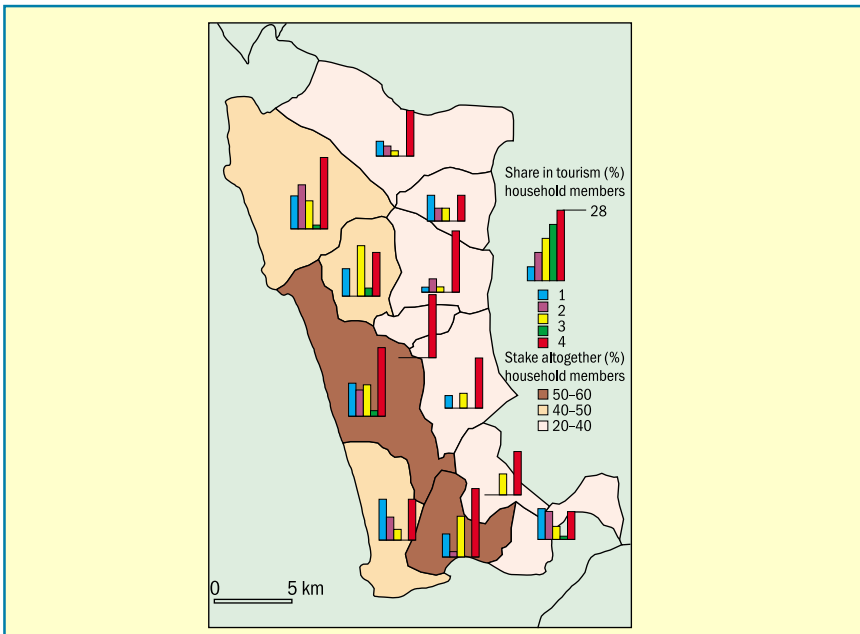 Share in tourism (%)
household members
28
1
2
3
4
Stake altogether (%)
household members
50–60
40–50
20–40
0 5 km